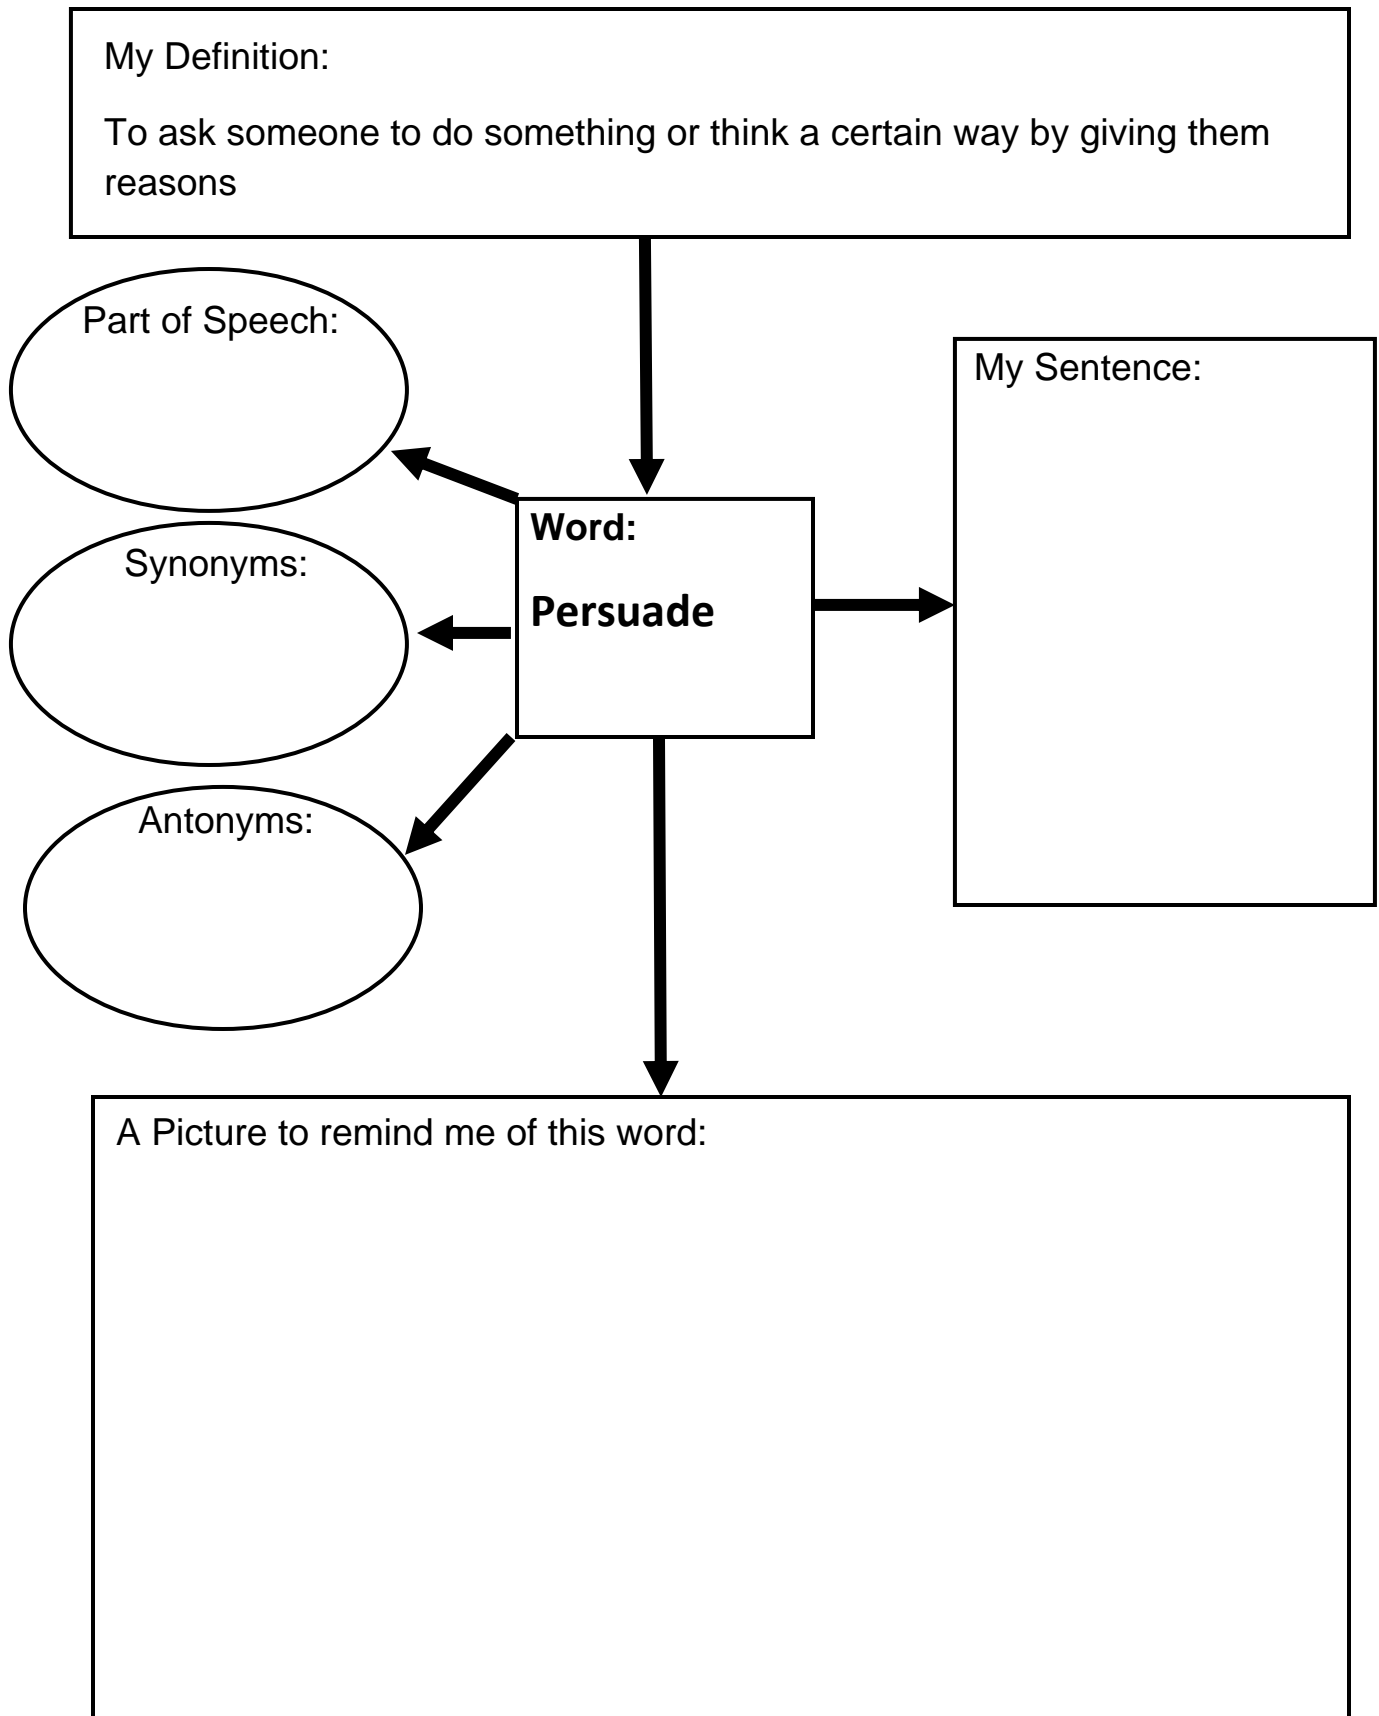 My Definition:
To ask someone to do something or think a certain way by giving them
reasons
Part of Speech:
My Sentence:
Word:
Persuade
Synonyms:
Antonyms:
A Picture to remind me of this word: